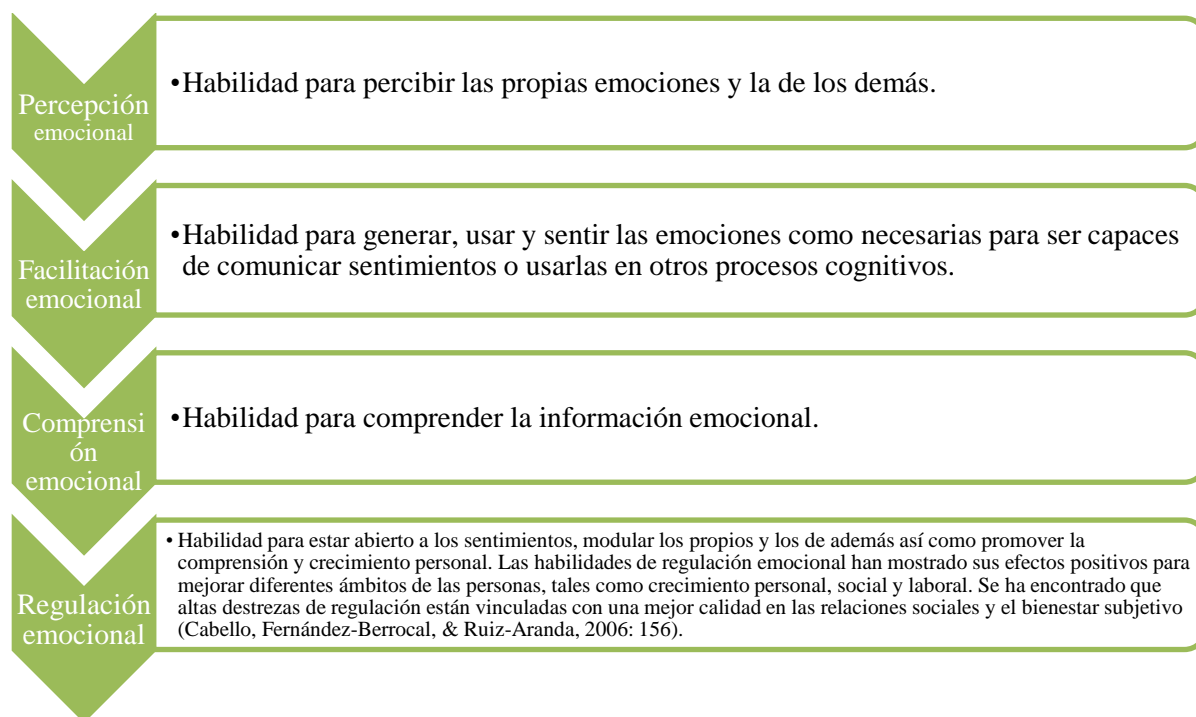 Percepción
emocional
•Habilidad para percibir las propias emociones y la de los demás.
Facilitación
emocional
•Habilidad para generar, usar y sentir las emociones como necesarias para ser capaces
de comunicar sentimientos o usarlas en otros procesos cognitivos.
Comprensi
ón
emocional
•Habilidad para comprender la información emocional.
Regulación
emocional
• Habilidad para estar abierto a los sentimientos, modular los propios y los de además así como promover la
comprensión y crecimiento personal. Las habilidades de regulación emocional han mostrado sus efectos positivos para
mejorar diferentes ámbitos de las personas, tales como crecimiento personal, social y laboral. Se ha encontrado que
altas destrezas de regulación están vinculadas con una mejor calidad en las relaciones sociales y el bienestar subjetivo
(Cabello, Fernández-Berrocal, & Ruiz-Aranda, 2006: 156).